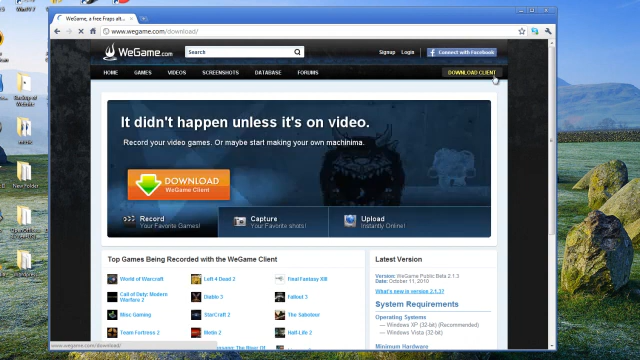 WinTV 7
WeGame, a free Fraps alt...
www.wegame.com/download/
WeGame.com
Search
Signup
Login
Connect with Facebook
HOME
GAMES
VIDEOS
SCREENSHOTS
DATABASE
FORUMS
DOWNLOAD CLIENT
It didn't happen unless it's on video.
Record your video games. Or maybe start making your own machinima.
DOWNLOAD
WeGame Client
Record
Your Favorite Games!
Capture
Your Favorite shots!
Upload
Instantly Online!
Top Games Being Recorded with the WeGame Client
World of Warcraft
Left 4 Dead 2
Final Fantasy XIII
Call of Duty: Modern
Warfare 2
Diablo 3
Fallout 3
Misc Gaming
StarCraft 2
The Saboteur
Team Fortress 2
Metin 2
Half-Life 2
Latest Version
Version: WeGame Public Beta 2.1.3
Date: October 11, 2010
What's new in version 2.1.3?
System Requirements
Operating Systems
— Windows XP (32-bit) (Recommended)
— Windows Vista (32-bit)
Minimum Hardware
Backup of
Website
New Folder
www.wegame.com/download/